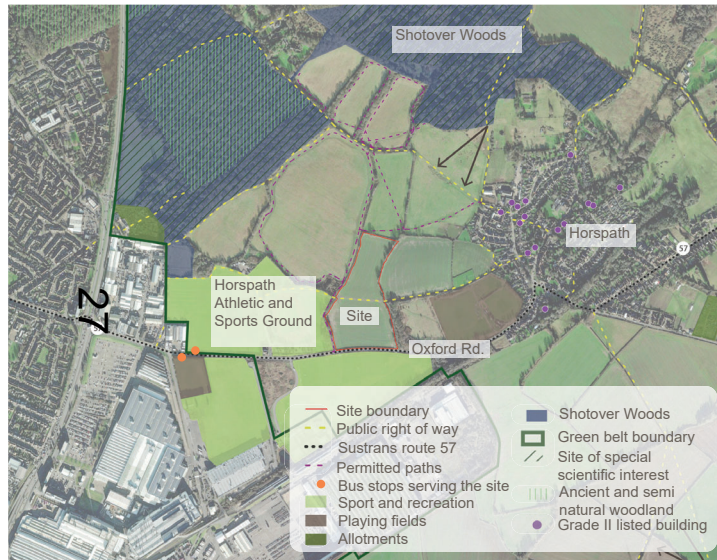 Shotover Woods
Horspath
57
Horspath
Athletic and
Sports Ground
27
Site
Oxford Rd.
Site boundary
Public right of way
Sustrans route 57
Permitted paths
Bus stops serving the site
Sport and recreation
Playing fields
Allotments
Shotover Woods
Green belt boundary
Site of special
scientific interest
Ancient and semi
natural woodland
Grade II listed building